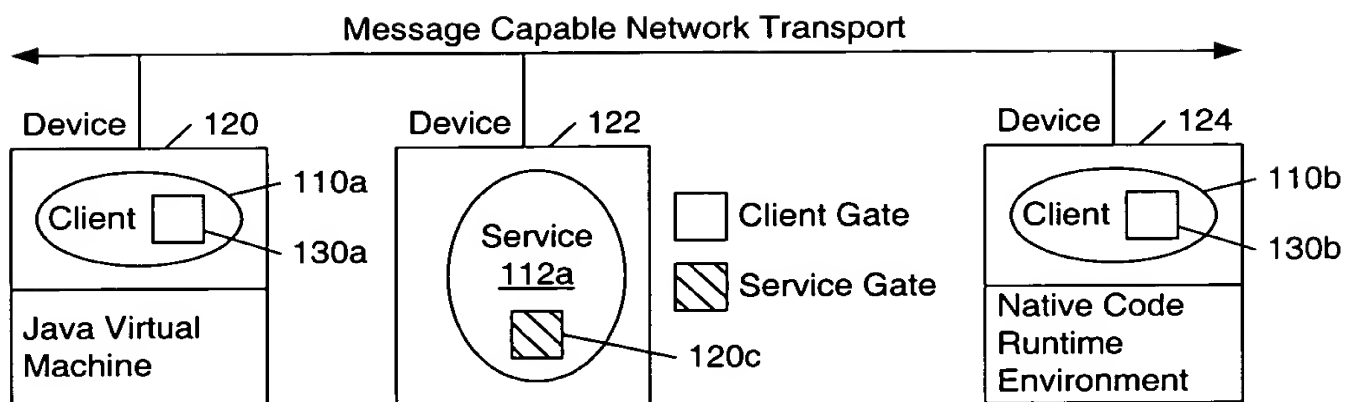 Message Capable Network Transport
Device
120
Device
122
Device
124
Client
110a
130a
Service
112a
120c
Client Gate
Service Gate
Client
110b
130b
Java Virtual
Machine
Native Code
Runtime
Environment